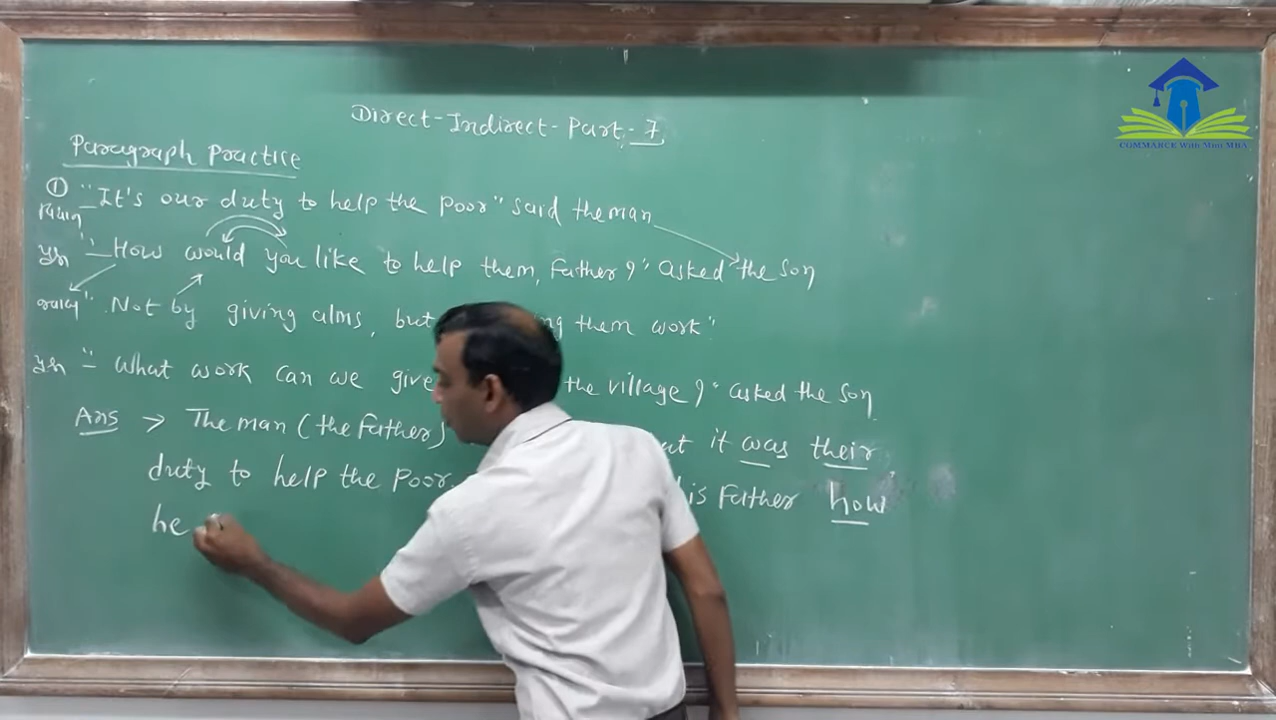 Direct-Indirect-Part-7
Paragraph Practise
① "It's our duty to help the poor" said the man
"How would you like to help them, Father?" asked the son
"Not by giving alms, but them work"
"What work can we give the village?" asked the son
Ans > The man (the Father) it was their
duty to help the poor. Father how
he
COMMERCE With Mini MBA